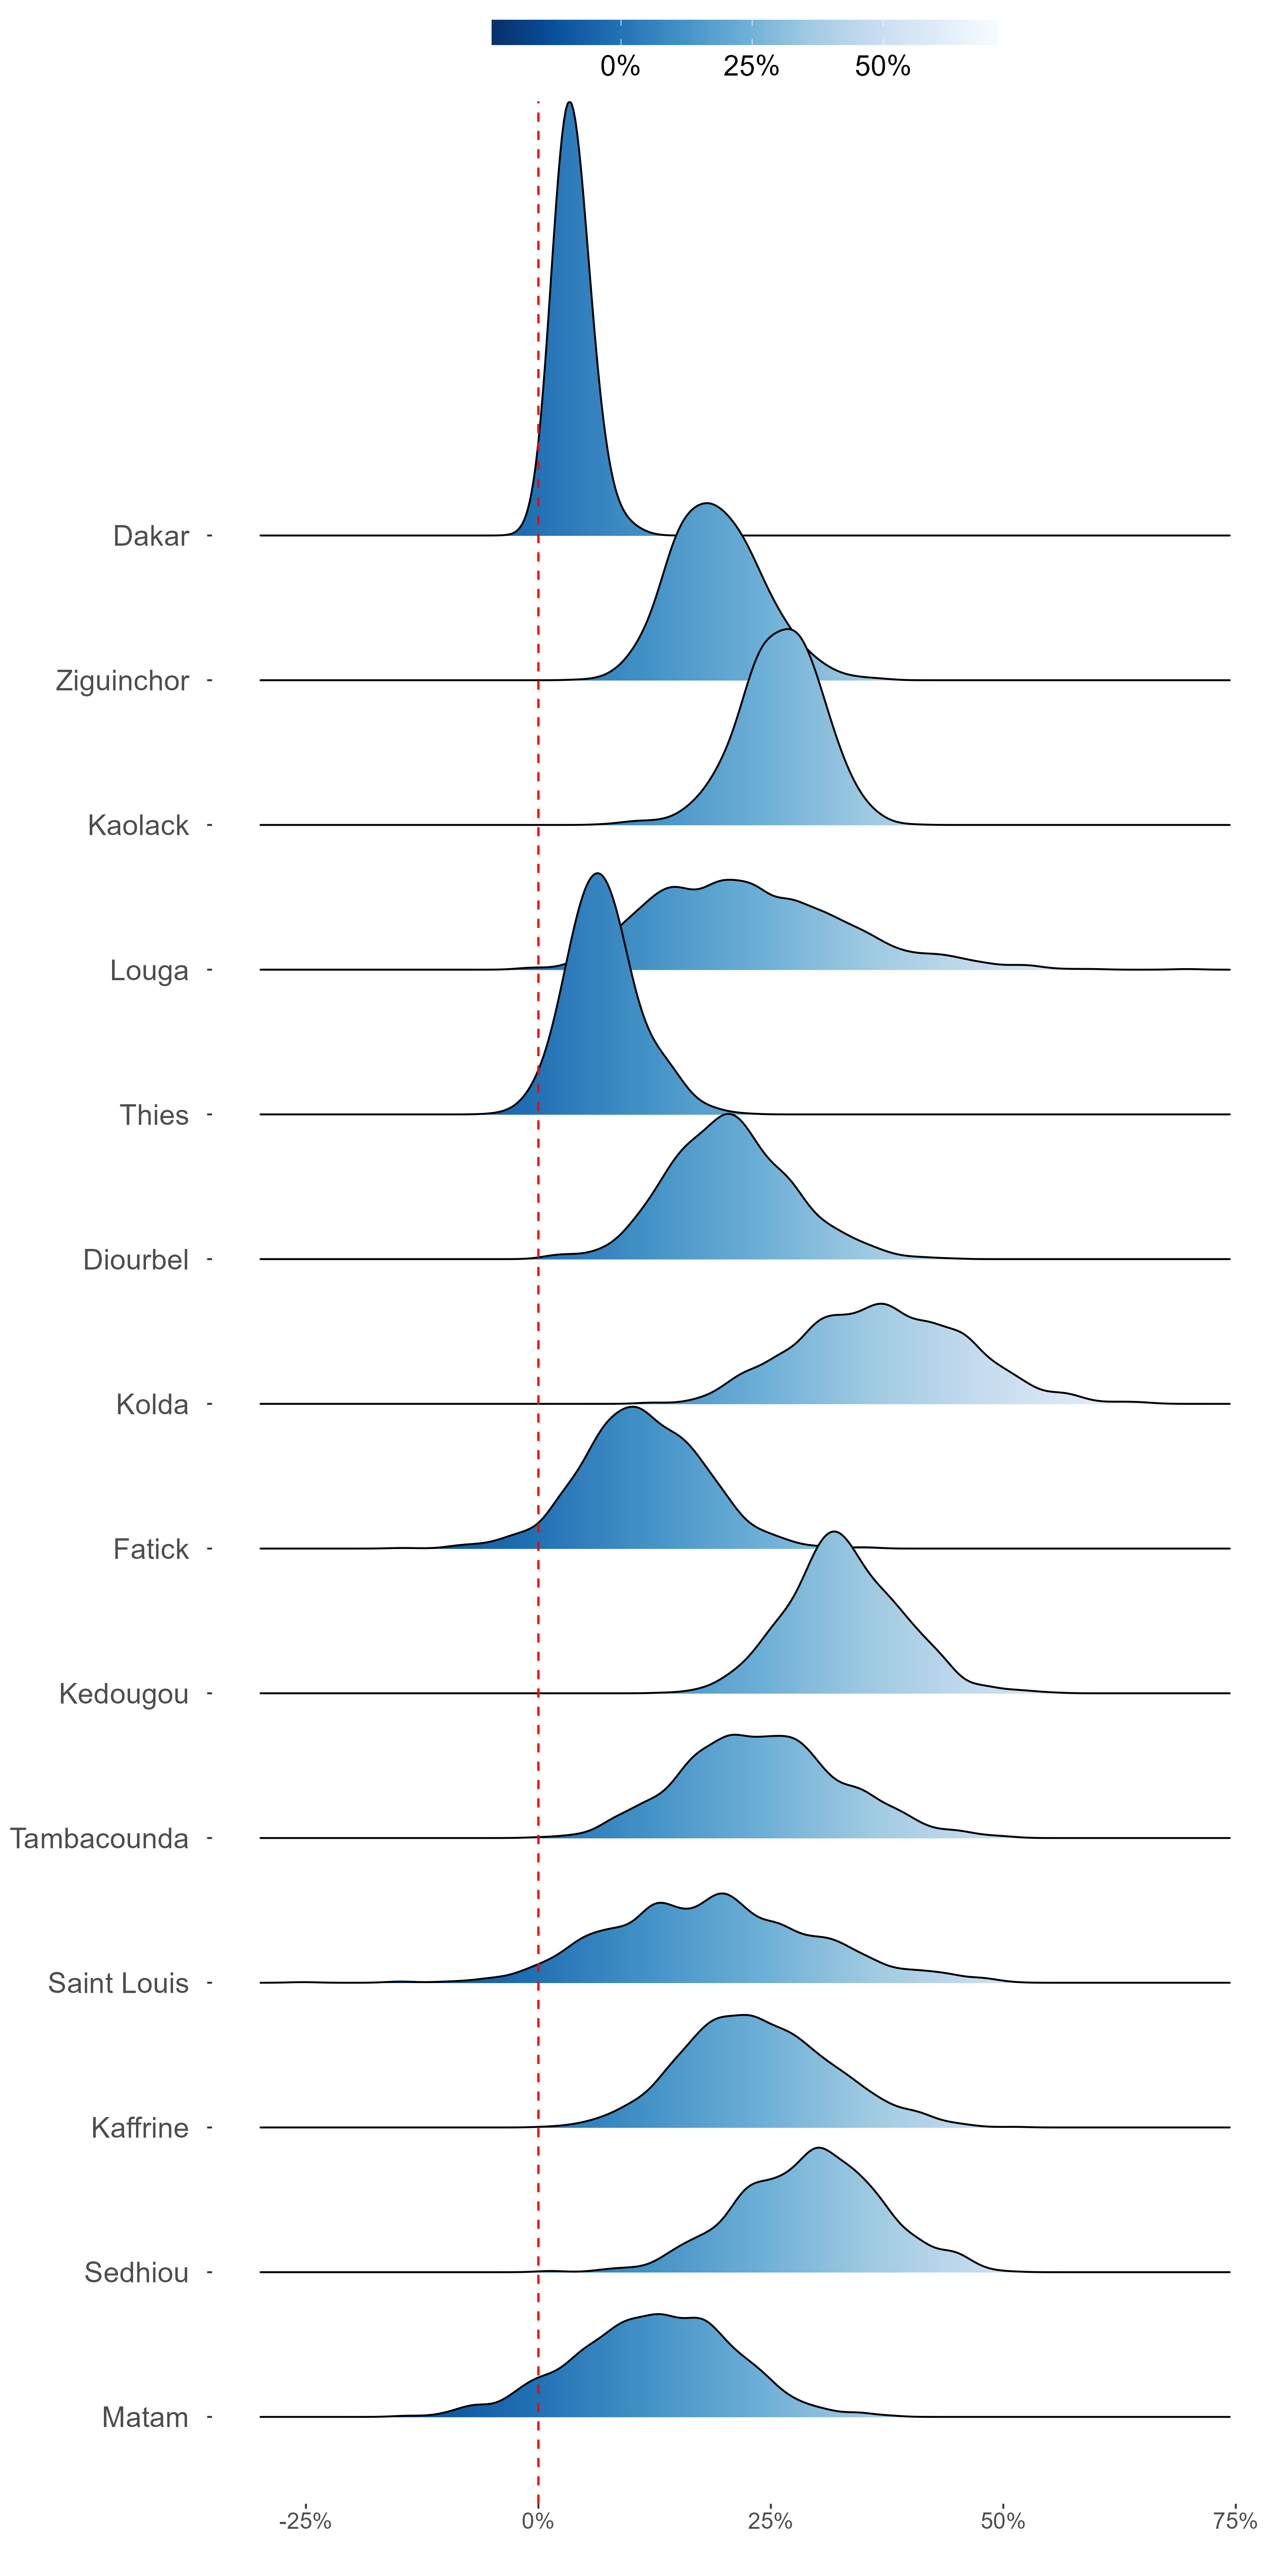 0% 25% 50%
Dakar
Ziguinchor
Kaolack
Louga
Thies
Diourbel
Kolda
Fatick
Kedougou
Tambacounda
Saint Louis
Kaffrine
Sedhiou
Matam
-25% 0% 25% 50% 75%